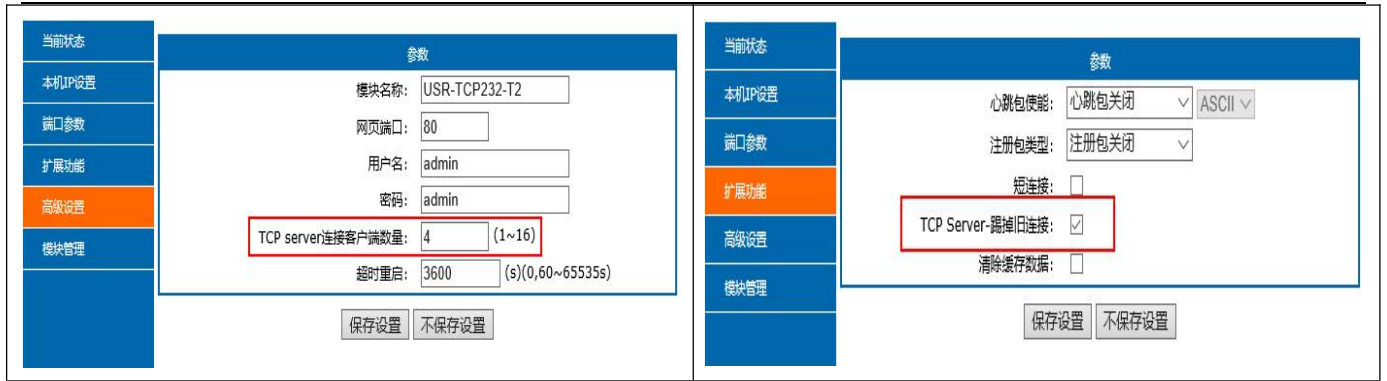 当前状态
本机IP设置
端口参数
扩展功能
高级设置
模块管理
参数
模块名称: USR-TCP232-T2
网页端口: 80
用户名: admin
密码: admin
TCP server连接客户端数量: 4 (1~16)
超时重启: 3600 (s)(0,60~65535s)
保存设置 不保存设置
当前状态
本机IP设置
端口参数
扩展功能
高级设置
模块管理
参数
心跳包使能: 心跳包关闭 ASCII
注册包类型: 注册包关闭
短连接:
TCP Server-踢掉旧连接:
清除缓存数据:
保存设置 不保存设置